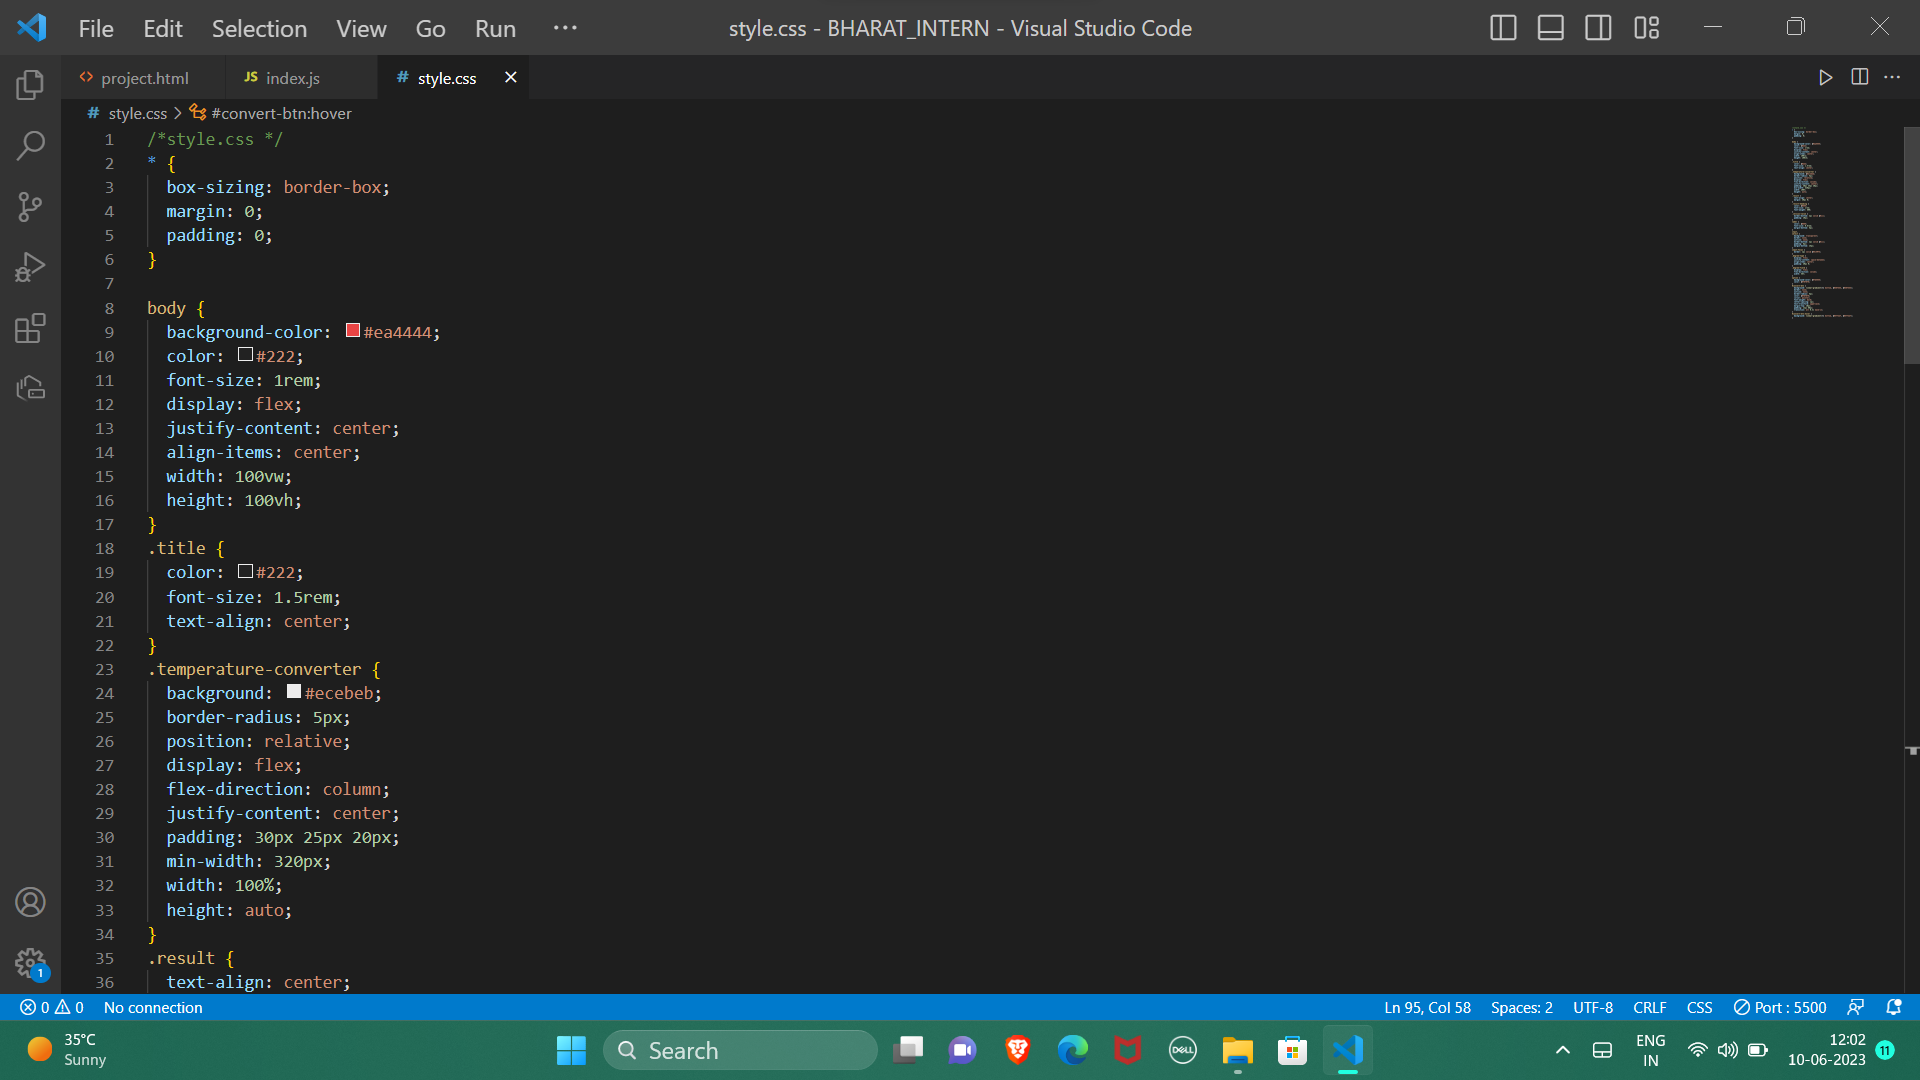 File Edit Selection View Go Run ··· style.css - BHARAT_INTERN - Visual Studio Code
<> project.html JS index.js # style.css
# style.css > #convert-btn:hover
1 /*style.css */
2 * {
3 box-sizing: border-box;
4 margin: 0;
5 padding: 0;
6 }
7
8 body {
9 background-color: #ea4444;
10 color: #222;
11 font-size: 1rem;
12 display: flex;
13 justify-content: center;
14 align-items: center;
15 width: 100vw;
16 height: 100vh;
17 }
18 .title {
19 color: #222;
20 font-size: 1.5rem;
21 text-align: center;
22 }
23 .temperature-converter {
24 background: #ecebeb;
25 border-radius: 5px;
26 position: relative;
27 display: flex;
28 flex-direction: column;
29 justify-content: center;
30 padding: 30px 25px 20px;
31 min-width: 320px;
32 width: 100%;
33 height: auto;
34 }
35 .result {
36 text-align: center;
1
0 0 No connection Ln 95, Col 58 Spaces: 2 UTF-8 CRLF CSS Port : 5500
35°C
Sunny
Search
DELL
ENG
IN
12:02
10-06-2023
11